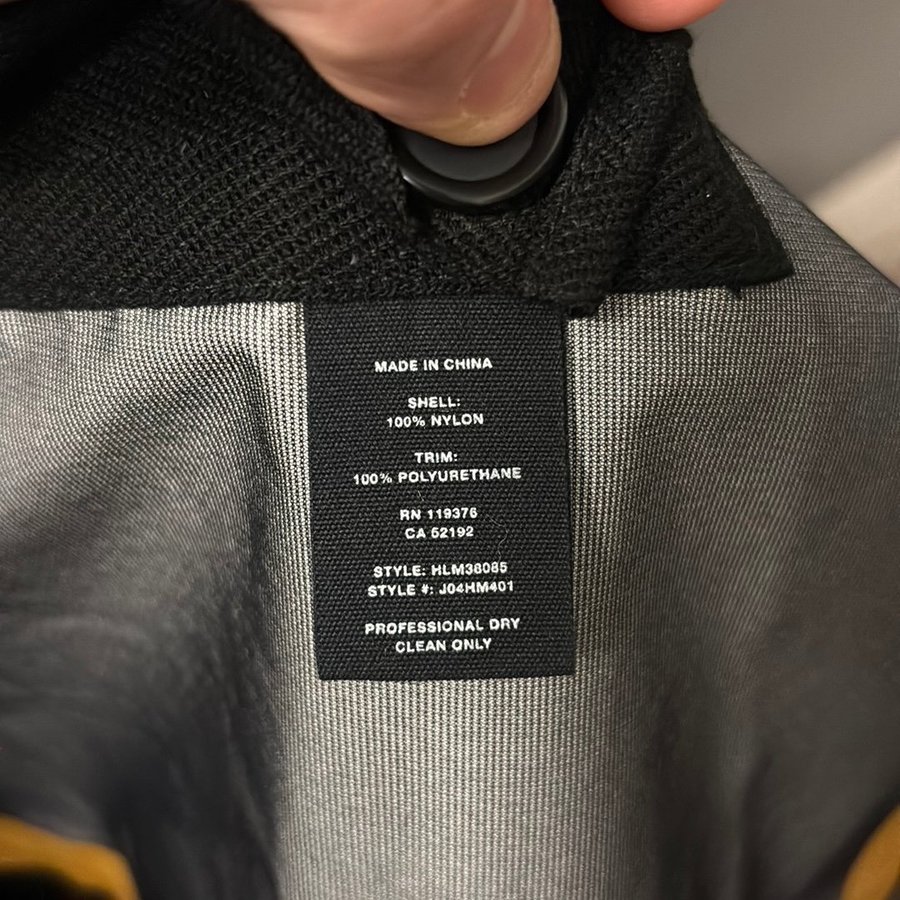 MADE IN CHINA
SHELL:
100% NYLON
TRIM:
100% POLYURETHANE
RN 119376
CA 52192
STYLE: HLM38085
STYLE #: J04HM401
PROFESSIONAL DRY
CLEAN ONLY